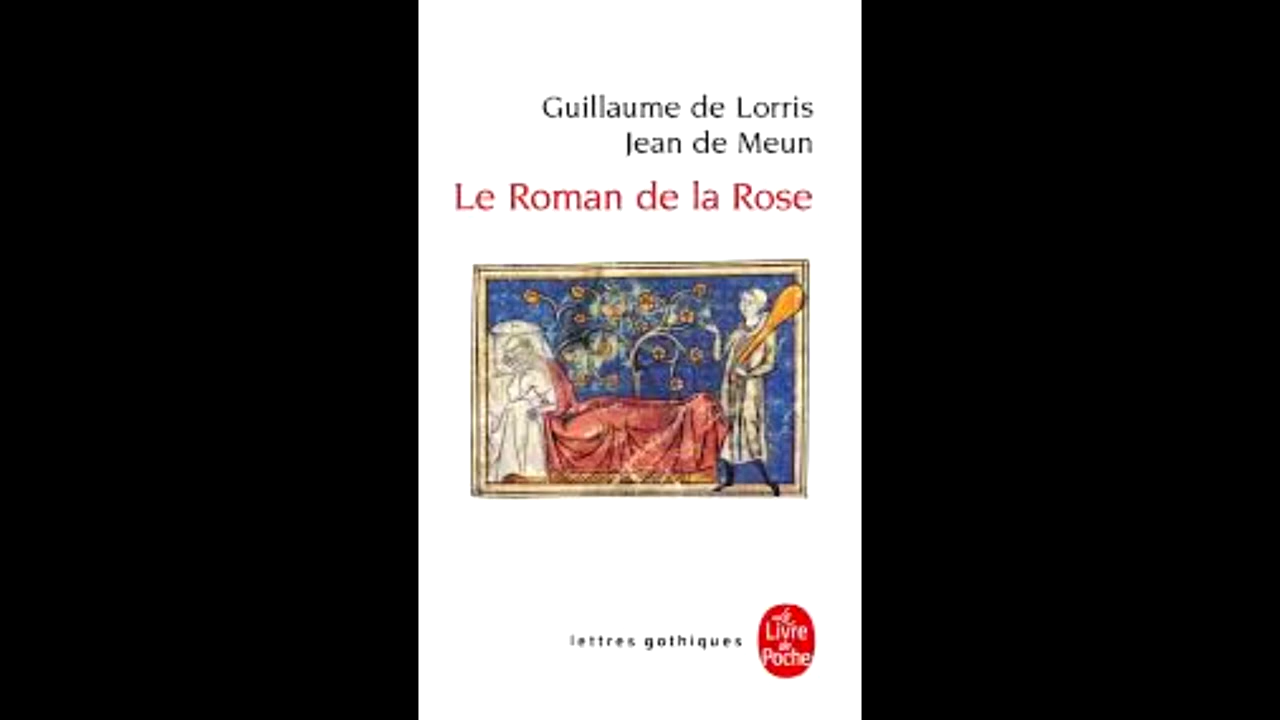 Guillaume de Lorris
Jean de Meun
Le Roman de la Rose
lettres gothiques
le
Livre
de
Poche